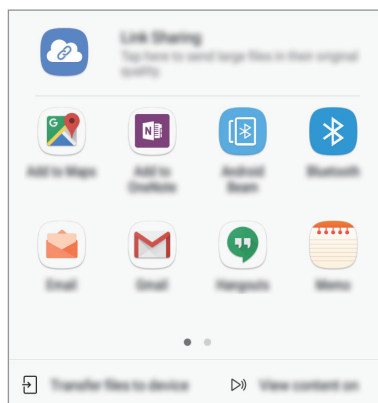 Link Sharing
Tap here to send large files in their original
quality.
G
N
Add to Maps
Add to
OneNote
Android
Beam
Bluetooth
Email
Gmail
Hangouts
Memo
Transfer files to device
View content on